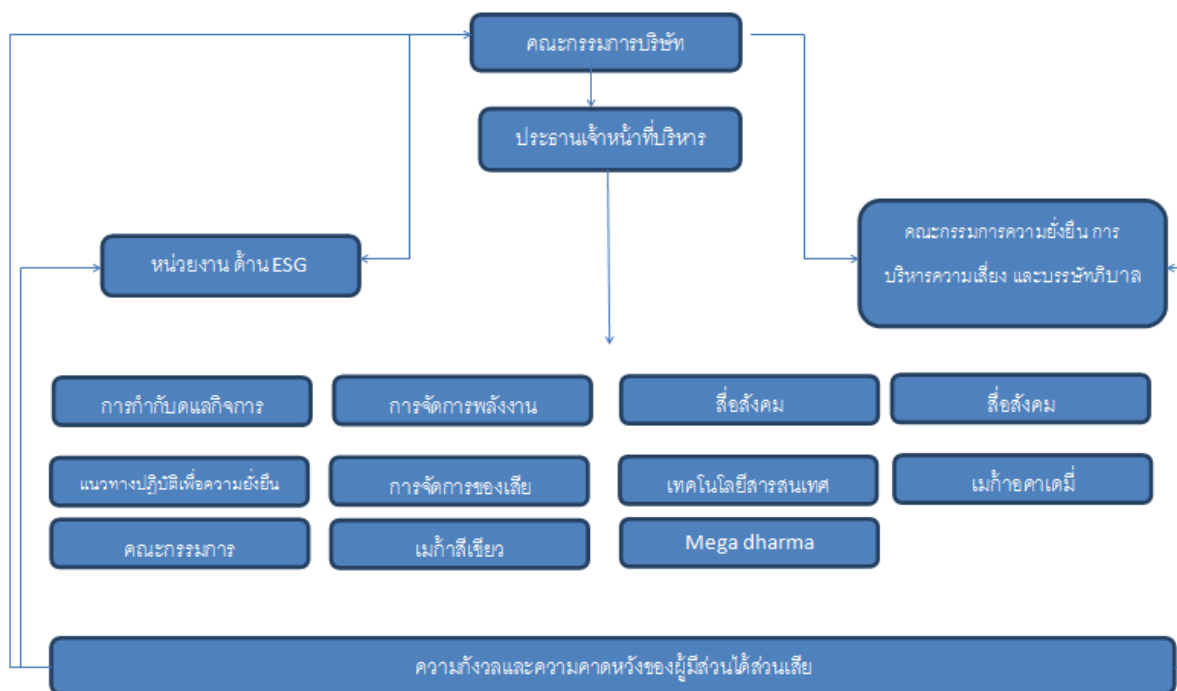 คณะกรรมการบริษัท
ประธานเจ้าหน้าที่บริหาร
หน่วยงาน ด้าน ESG
คณะกรรมการความยั่งยืน การ
บริหารความเสี่ยง และบรรษัทภิบาล
การกำกับดูแลกิจการ
การจัดการพลังงาน
สื่อสังคม
สื่อสังคม
แนวทางปฏิบัติเพื่อความยั่งยืน
การจัดการของเสีย
เทคโนโลยีสารสนเทศ
เมก้าอคาเดมี่
คณะกรรมการ
เมก้าสีเขียว
Mega dharma
ความกังวลและความคาดหวังของผู้มีส่วนได้ส่วนเสีย